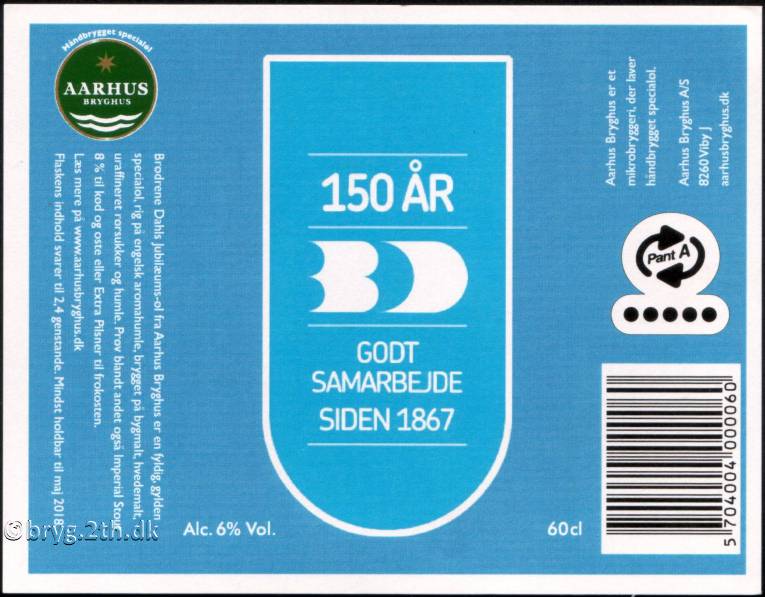 Håndbrygget specialøl
AARHUS
BRYGHUS
Brødrene Dahls Jubilæums-øl fra Aarhus Bryghus er en fyldig, gylden
specialøl, rig på engelsk aromahumle, brygget på bygmalt, hvedemalt,
uraffineret rørsukker og humle. Prøv blandt andet også Imperial Stout
8 % til kød og oste eller Extra Pilsner til frokosten.
Læs mere på www.aarhusbryghus.dk
Flaskens indhold svarer til 2,4 genstande. Mindst holdbar til maj 2018
150 ÅR
BD
GODT
SAMARBEJDE
SIDEN 1867
Alc. 6% Vol.
60cl
Aarhus Bryghus er et
mikrobryggeri, der laver
håndbrygget specialøl.
Aarhus Bryghus A/S
8260 Viby J
aarhusbryghus.dk
Pant A
5 704004 000060
©bryg.2th.dk